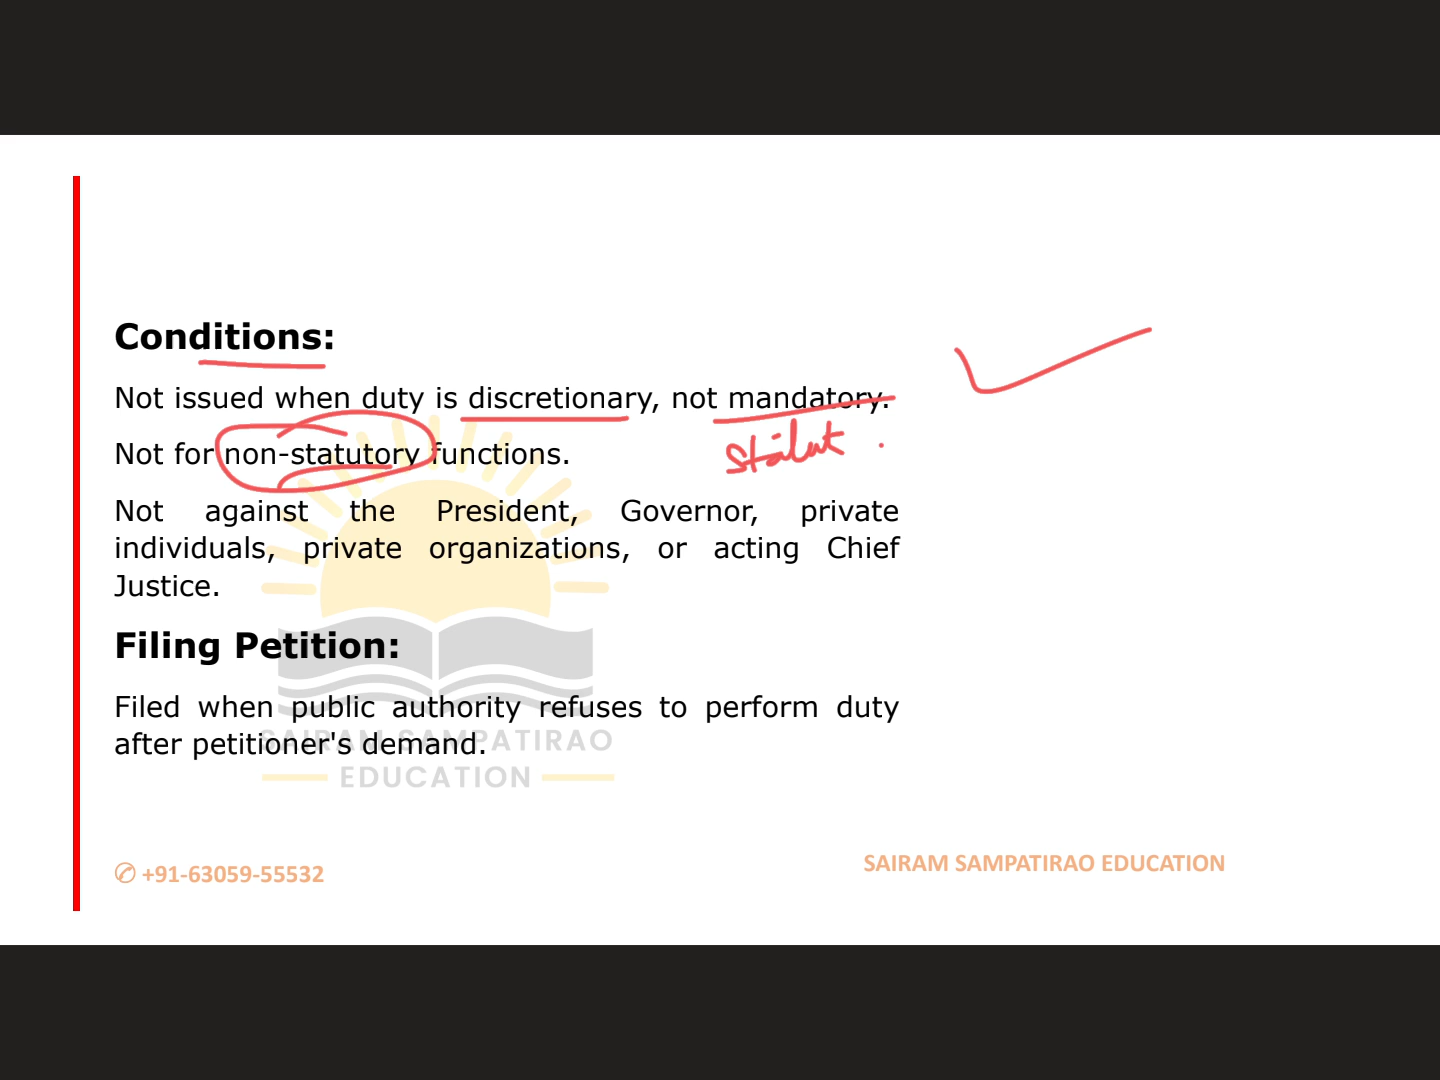 Conditions:
Not issued when duty is discretionary, not mandatory.
Not for non-statutory functions.
Not against the President, Governor, private
individuals, private organizations, or acting Chief
Justice.
Filing Petition:
Filed when public authority refuses to perform duty
after petitioner's demand.
SAIRAM SAMPATIRAO
EDUCATION
✆ +91-63059-55532
SAIRAM SAMPATIRAO EDUCATION